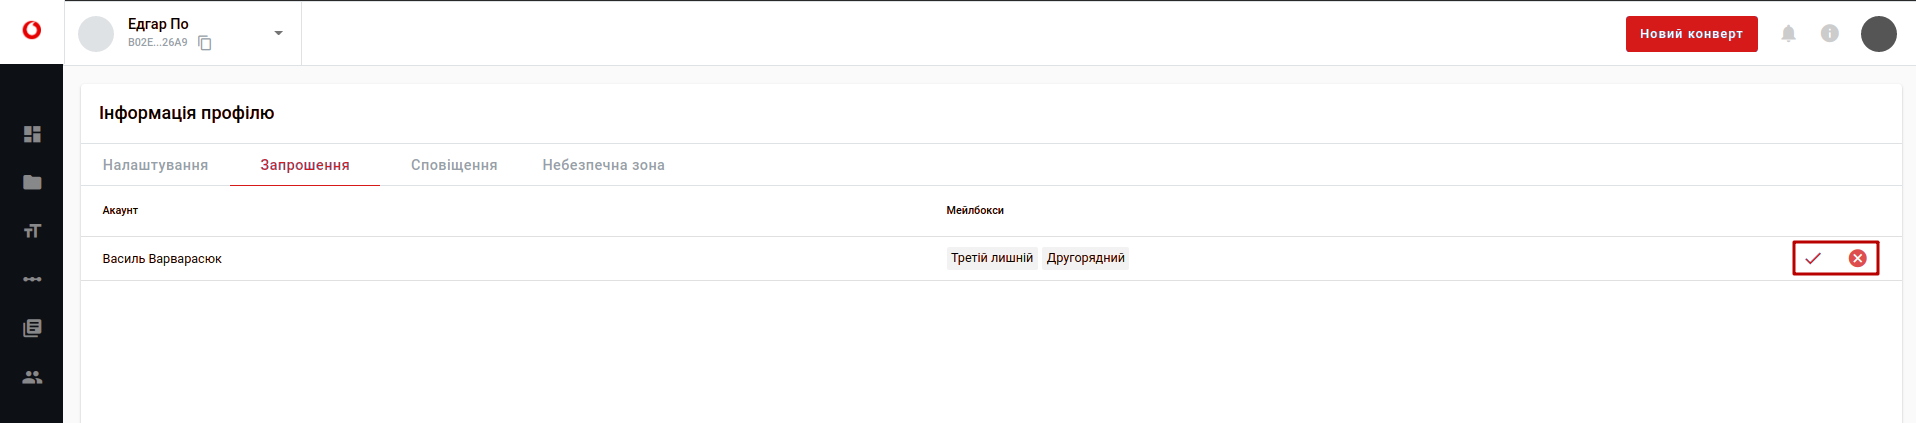 Едгар По
B02E...26A9
Новий конверт
Інформація профілю
Налаштування Запрошення Сповіщення Небезпечна зона
Акаунт Мейлбокси
Василь Варварасюк Третій лишній Другорядний